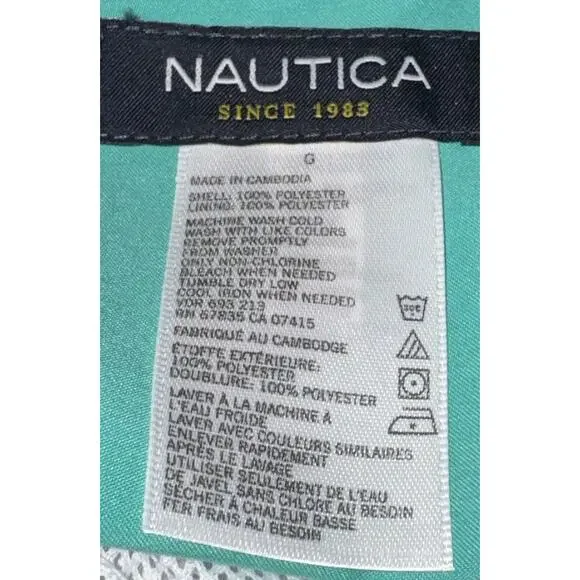 NAUTICA
SINCE 1983
G
MADE IN CAMBODIA
SHELL: 100% POLYESTER
LINING: 100% POLYESTER
MACHINE WASH COLD
WASH WITH LIKE COLORS
REMOVE PROMPTLY
FROM WASHER
ONLY NON-CHLORINE
BLEACH WHEN NEEDED
TUMBLE DRY LOW
COOL IRON WHEN NEEDED
VDR 693 213
RN 67835 CA 07415
FABRIQUÉ AU CAMBODGE
ÉTOFFE EXTÉRIEURE:
100% POLYESTER
DOUBLURE: 100% POLYESTER
LAVER À LA MACHINE À
L'EAU FROIDE
LAVER AVEC COULEURS SIMILAIRES
ENLEVER RAPIDEMENT
APRÈS LE LAVAGE
UTILISER SEULEMENT DE L'EAU
DE JAVEL SANS CHLORE AU BESOIN
SÉCHER À CHALEUR BASSE
FER FRAIS AU BESOIN
30C